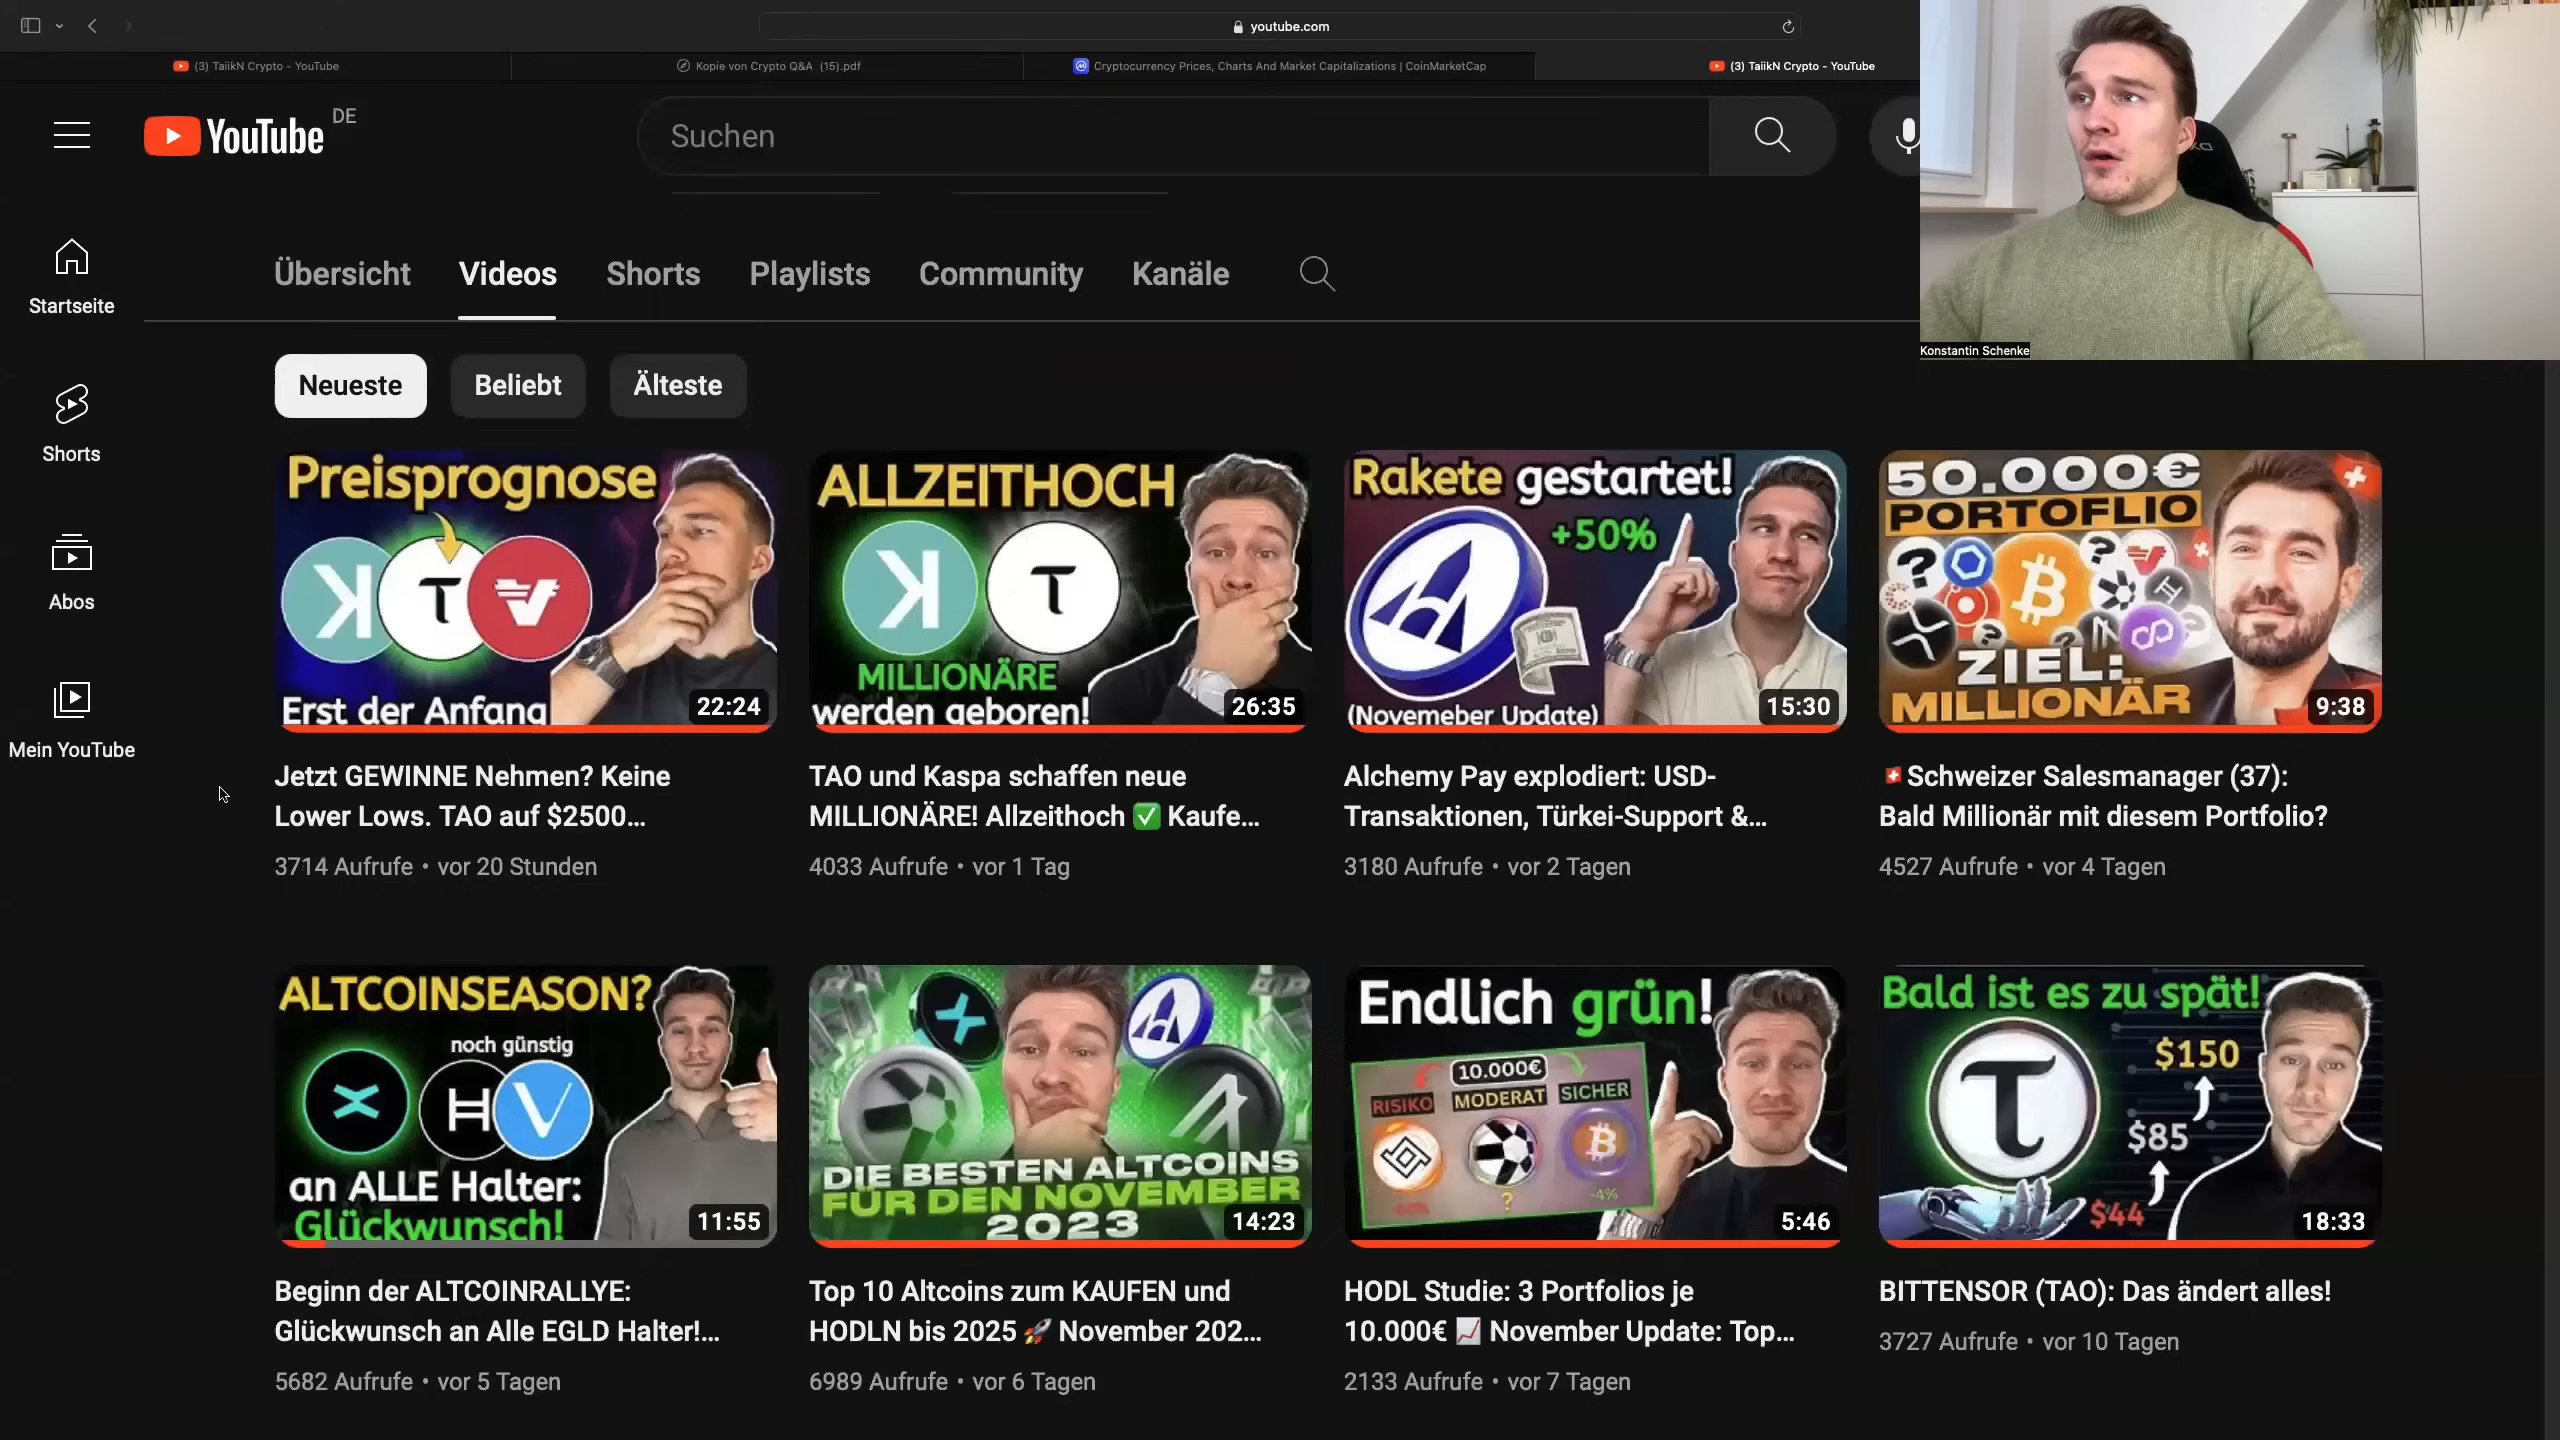 youtube.com
(3) TaiikN Crypto - YouTube
Kopie von Crypto Q&A (15).pdf
Cryptocurrency Prices, Charts And Market Capitalizations | CoinMarketCap
(3) TaiikN Crypto - YouTube
YouTube DE
Suchen
Konstantin Schenke
Startseite
Shorts
Abos
Mein YouTube
Übersicht
Videos
Shorts
Playlists
Community
Kanäle
Neueste
Beliebt
Älteste
Preisprognose
Erst der Anfang
22:24
Jetzt GEWINNE Nehmen? Keine
Lower Lows. TAO auf $2500...
3714 Aufrufe • vor 20 Stunden
ALLZEITHOCH
MILLIONÄRE
werden geboren!
26:35
TAO und Kaspa schaffen neue
MILLIONÄRE! Allzeithoch ✅ Kaufe...
4033 Aufrufe • vor 1 Tag
Rakete gestartet!
+50%
(Novemeber Update)
15:30
Alchemy Pay explodiert: USD-
Transaktionen, Türkei-Support &...
3180 Aufrufe • vor 2 Tagen
50.000€
PORTOFLIO
ZIEL:
MILLIONÄR
9:38
🇨🇭Schweizer Salesmanager (37):
Bald Millionär mit diesem Portfolio?
4527 Aufrufe • vor 4 Tagen
ALTCOINSEASON?
noch günstig
an ALLE Halter:
Glückwunsch!
11:55
Beginn der ALTCOINRALLYE:
Glückwunsch an Alle EGLD Halter!...
5682 Aufrufe • vor 5 Tagen
DIE BESTEN ALTCOINS
FÜR DEN NOVEMBER
2023
14:23
Top 10 Altcoins zum KAUFEN und
HODLN bis 2025 🚀 November 202...
6989 Aufrufe • vor 6 Tagen
Endlich grün!
10.000€
RISIKO
MODERAT
SICHER
?
-4%
5:46
HODL Studie: 3 Portfolios je
10.000€ 📈 November Update: Top...
2133 Aufrufe • vor 7 Tagen
Bald ist es zu spät!
$150
$85
$44
18:33
BITTENSOR (TAO): Das ändert alles!
3727 Aufrufe • vor 10 Tagen